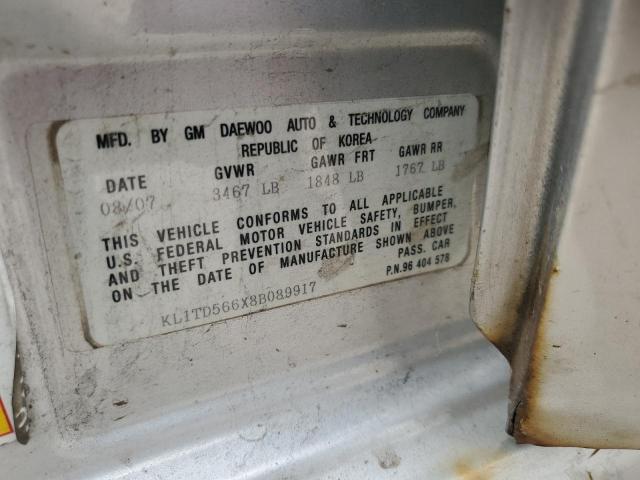 MFD. BY GM DAEWOO AUTO & TECHNOLOGY COMPANY
REPUBLIC OF KOREA
DATE GVWR GAWR FRT GAWR RR
08/07 3467 LB 1848 LB 1767 LB
THIS VEHICLE CONFORMS TO ALL APPLICABLE
U.S. FEDERAL MOTOR VEHICLE SAFETY, BUMPER,
AND THEFT PREVENTION STANDARDS IN EFFECT
ON THE DATE OF MANUFACTURE SHOWN ABOVE
PASS. CAR
KL1TD566X8B089917 P.N.96 404 578